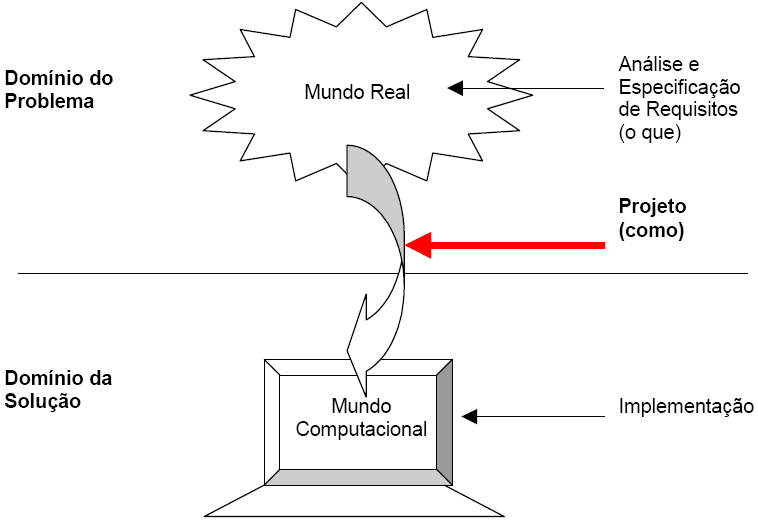 Domínio do
Problema
Mundo Real
Análise e
Especificação
de Requisitos
(o que)
Projeto
(como)
Domínio da
Solução
Mundo
Computacional
Implementação